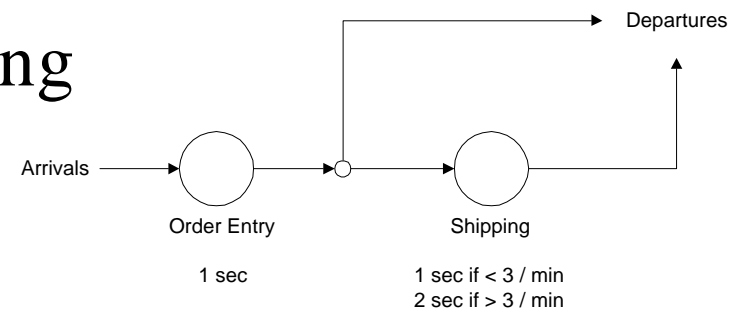 ng
Departures
Arrivals
Order Entry
Shipping
1 sec
1 sec if < 3 / min
2 sec if > 3 / min